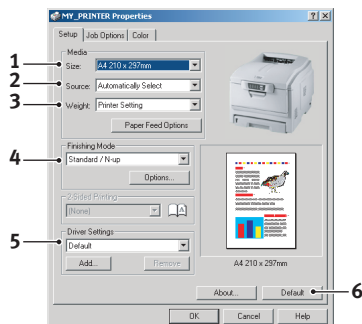 MY_PRINTER Properties
Setup Job Options Color
Media
1 Size: A4 210 x 297mm
2 Source: Automatically Select
3 Weight: Printer Setting
Paper Feed Options
Finishing Mode
4 Standard / N-up
Options...
2-Sided Printing
(None)
Driver Settings
5 Default
Add... Remove
A4 210 x 297mm
About... Default 6
OK Cancel Help